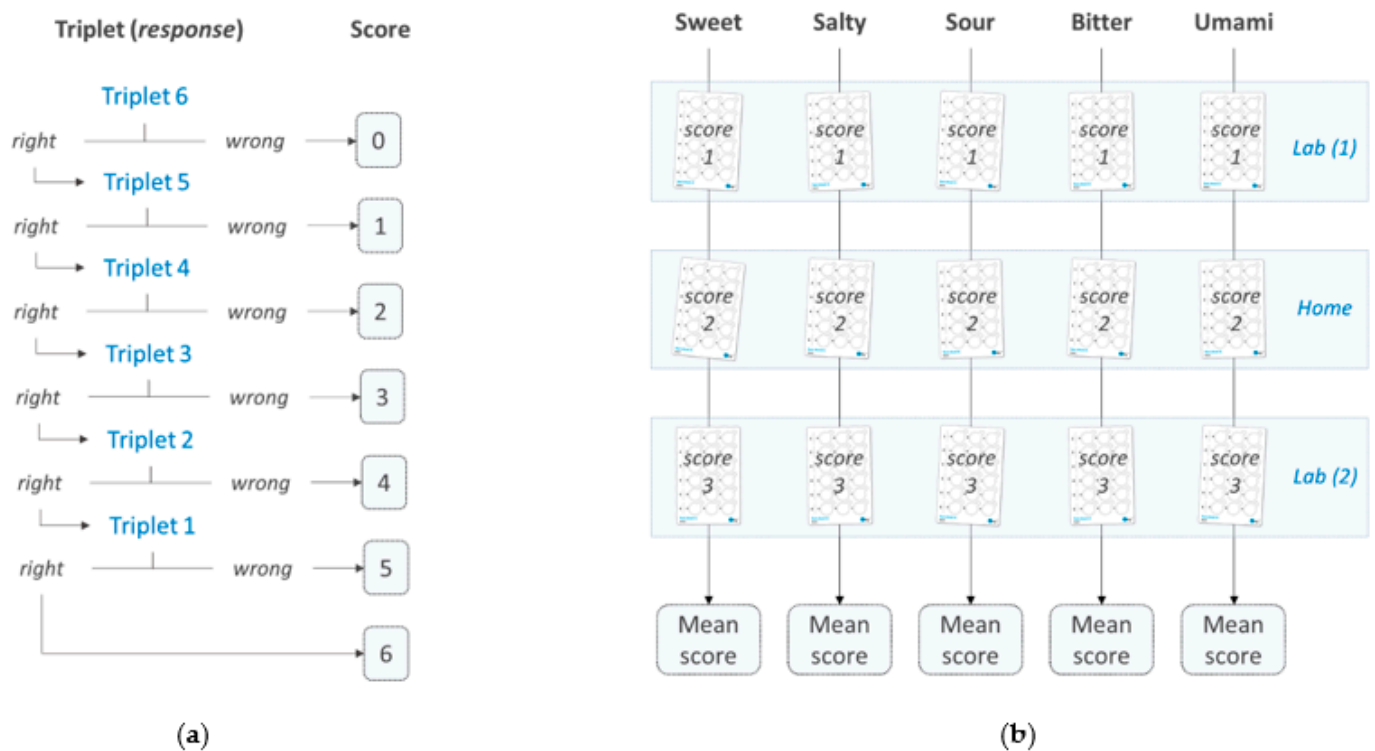 Triplet (response) Score
Triplet 6
right wrong 0
Triplet 5
right wrong 1
Triplet 4
right wrong 2
Triplet 3
right wrong 3
Triplet 2
right wrong 4
Triplet 1
right wrong 5
6
(a)
Sweet Salty Sour Bitter Umami
score score score score score
1 1 1 1 1
Lab (1)
score score score score score
2 2 2 2 2
Home
score score score score score
3 3 3 3 3
Lab (2)
Mean Mean Mean Mean Mean
score score score score score
(b)